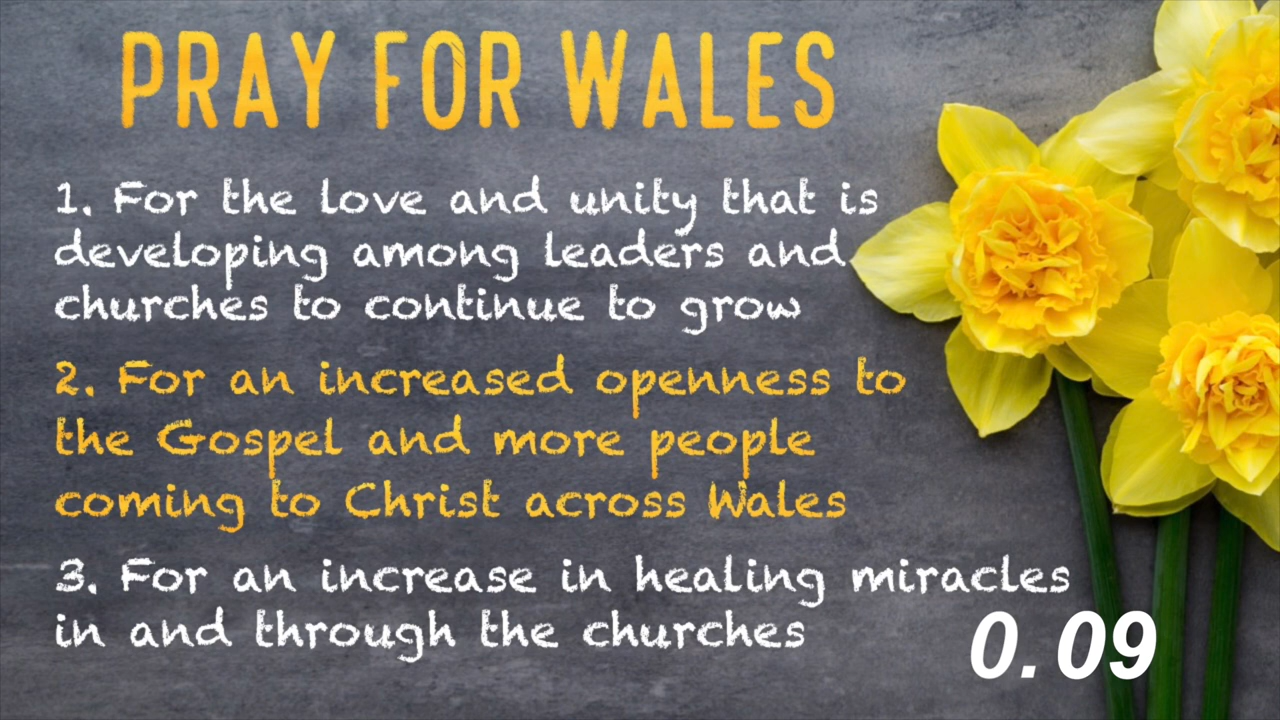 PRAY FOR WALES
1. For the love and unity that is
developing among leaders and
churches to continue to grow
2. For an increased openness to
the Gospel and more people
coming to Christ across Wales
3. For an increase in healing miracles
in and through the churches
0.09